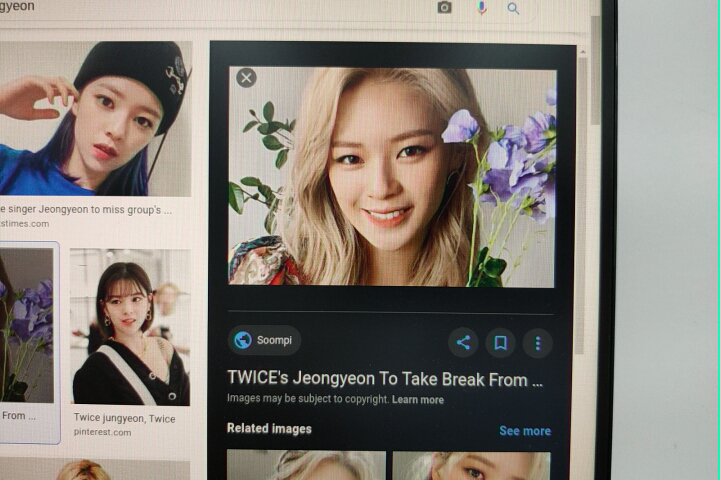 gyeon
e singer Jeongyeon to miss group's ...
stimes.com
From ...
Twice jungyeon, Twice
pinterest.com
Soompi
TWICE's Jeongyeon To Take Break From ...
Images may be subject to copyright. Learn more
Related images
See more